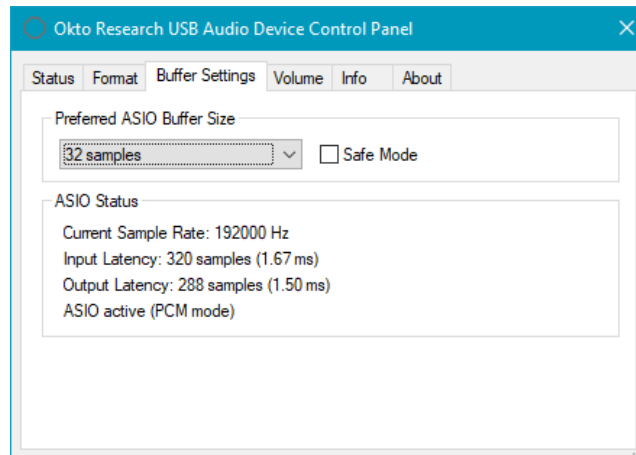 Okto Research USB Audio Device Control Panel
Status Format Buffer Settings Volume Info About
Preferred ASIO Buffer Size
32 samples Safe Mode
ASIO Status
Current Sample Rate: 192000 Hz
Input Latency: 320 samples (1.67 ms)
Output Latency: 288 samples (1.50 ms)
ASIO active (PCM mode)